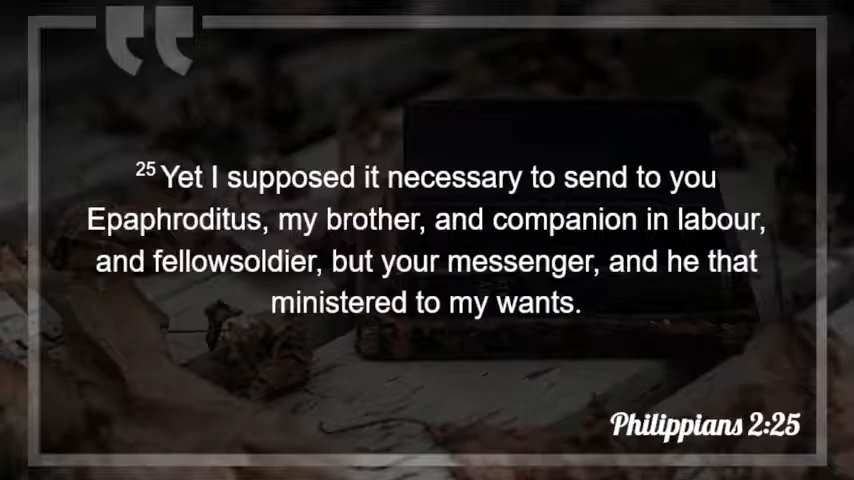 25 Yet I supposed it necessary to send to you
Epaphroditus, my brother, and companion in labour,
and fellowsoldier, but your messenger, and he that
ministered to my wants.
Philippians 2:25